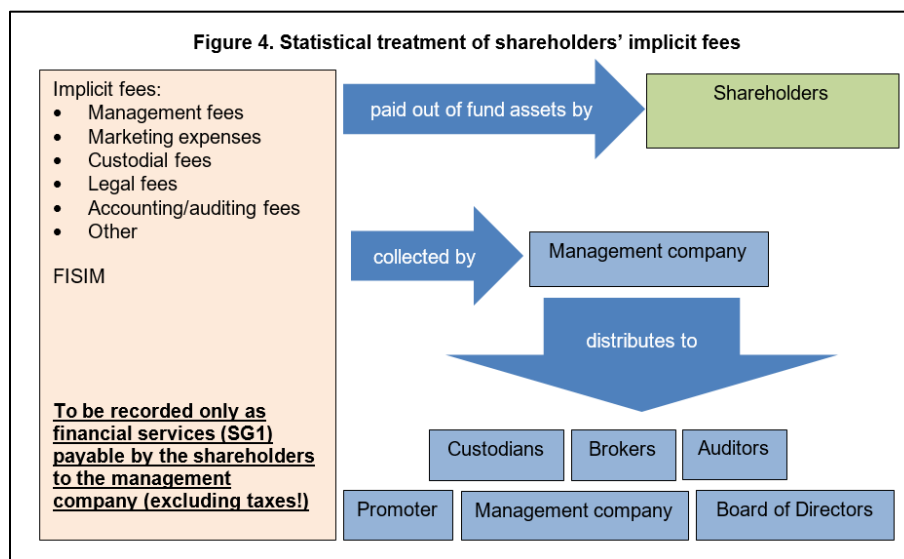 Figure 4. Statistical treatment of shareholders' implicit fees
Implicit fees:
• Management fees
• Marketing expenses
• Custodial fees
• Legal fees
• Accounting/auditing fees
• Other
FISIM
To be recorded only as
financial services (SG1)
payable by the shareholders
to the management
company (excluding taxes!)
paid out of fund assets by
Shareholders
collected by
Management company
distributes to
Custodians
Brokers
Auditors
Promoter
Management company
Board of Directors